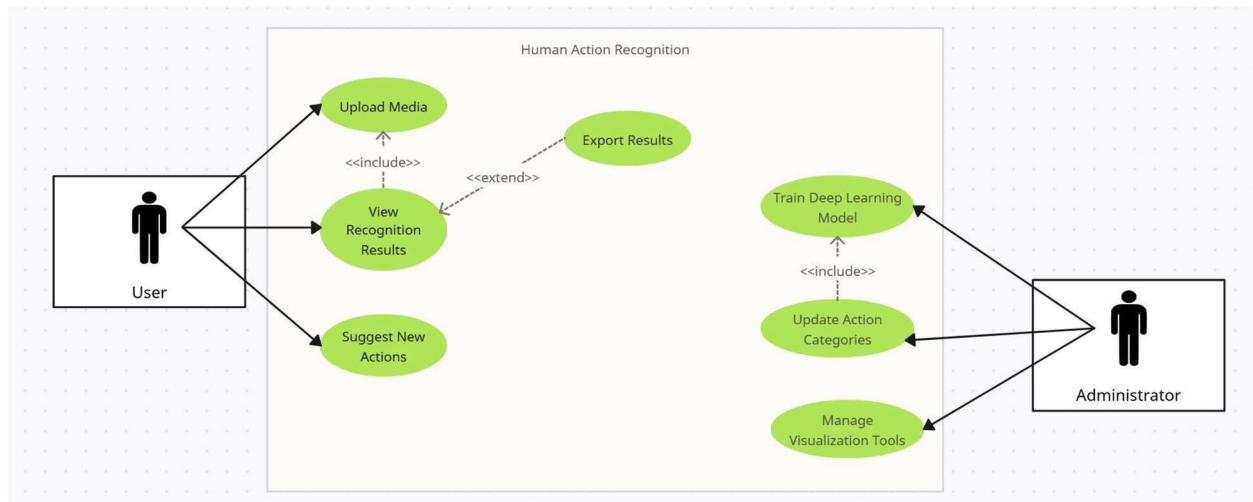 Human Action Recognition
Upload Media
Export Results
<<include>>
<<extend>>
View
Recognition
Results
User
Suggest New
Actions
Train Deep Learning
Model
<<include>>
Update Action
Categories
Administrator
Manage
Visualization Tools